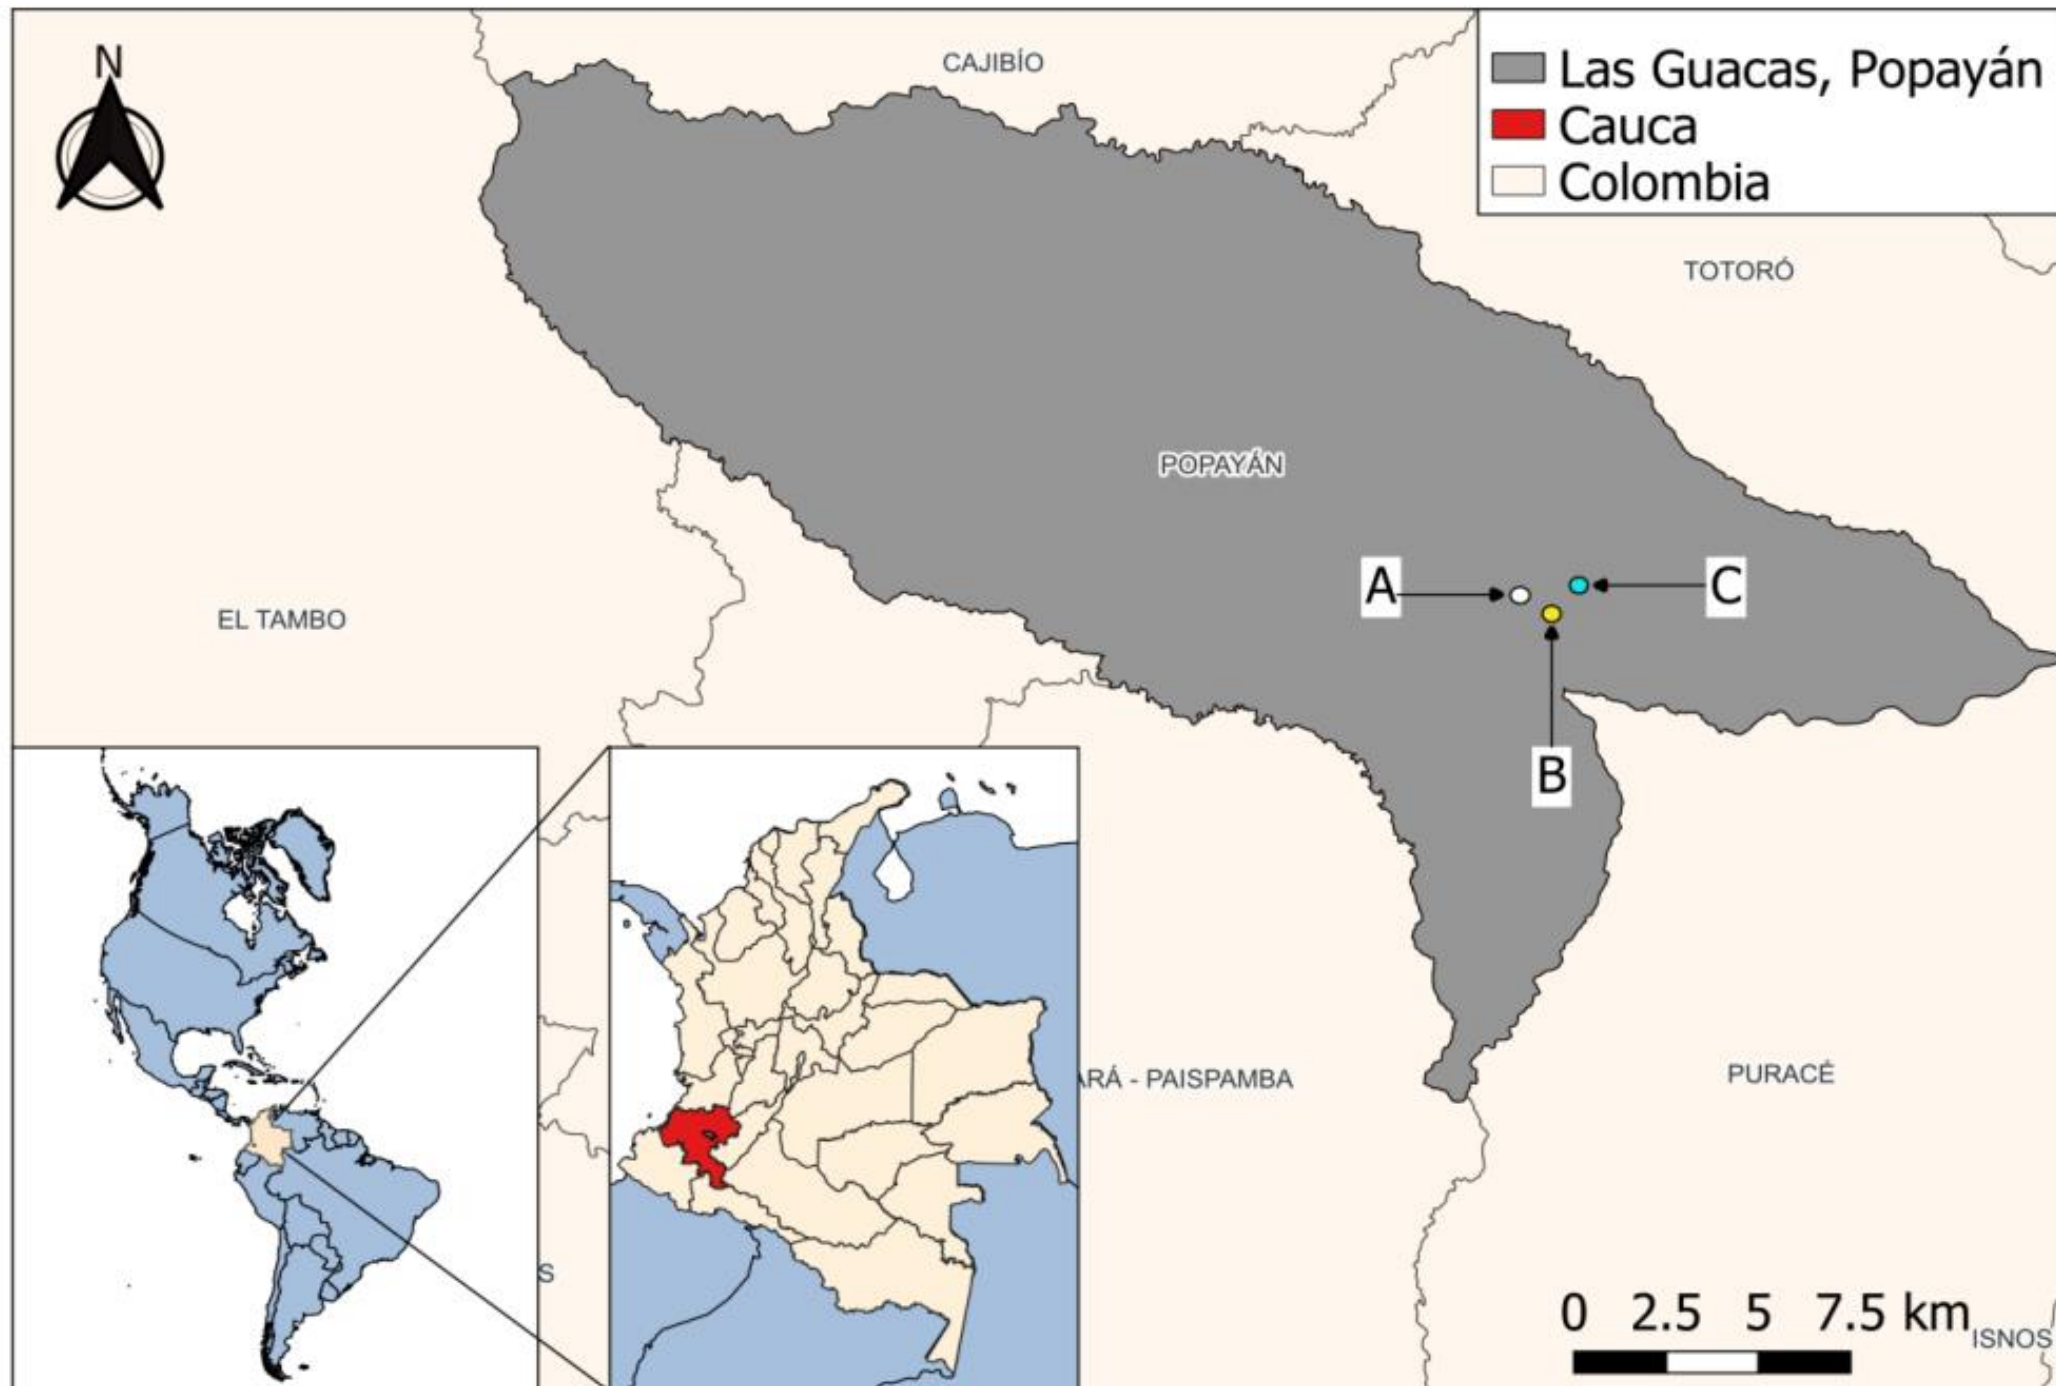 N
CAJIBÍO
Las Guacas, Popayán
Cauca
Colombia
TOTORÓ
POPAYÁN
A
C
EL TAMBO
B
ARÁ - PAISPAMBA
PURACÉ
S
0 2.5 5 7.5 km
ISNOS